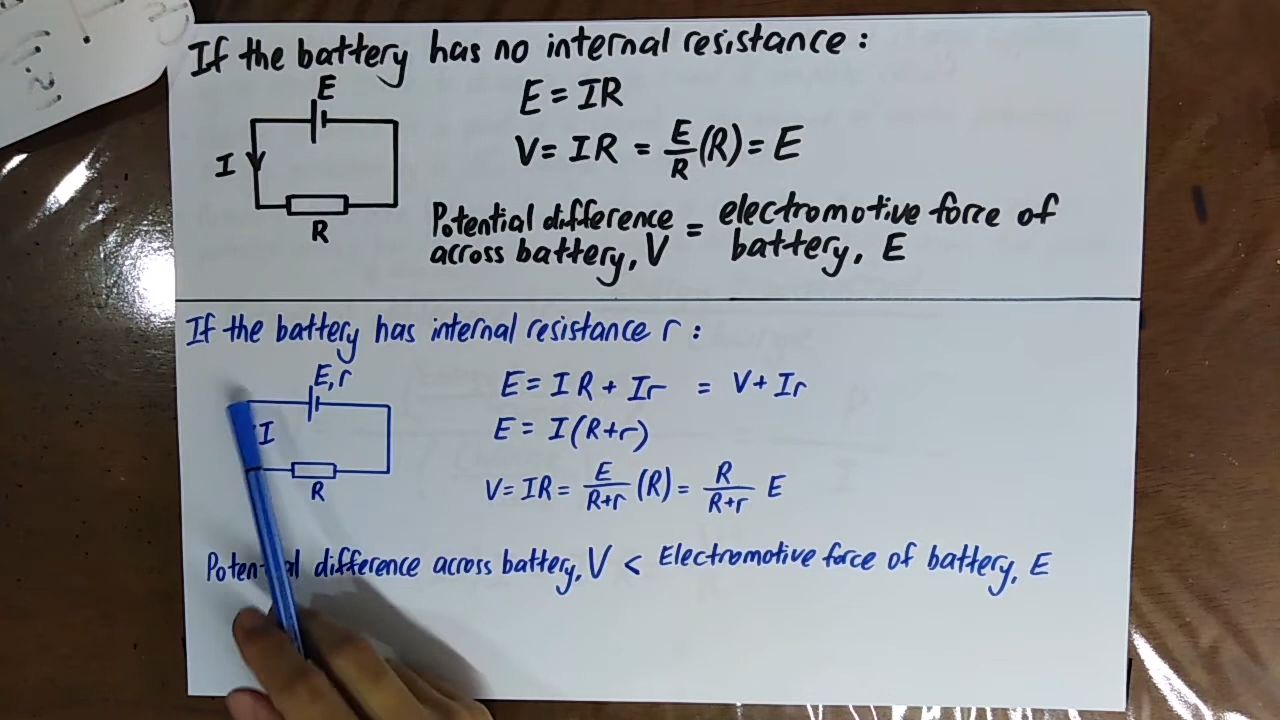 If the battery has no internal resistance :
E
E = IR
I
V = IR = E/R (R) = E
R
Potential difference across battery, V = electromotive force of battery, E
If the battery has internal resistance r :
E, r
E = IR + Ir = V + Ir
I
E = I(R+r)
R
V = IR = E/R+r (R) = R/R+r E
Potential difference across battery, V < Electromotive force of battery, E